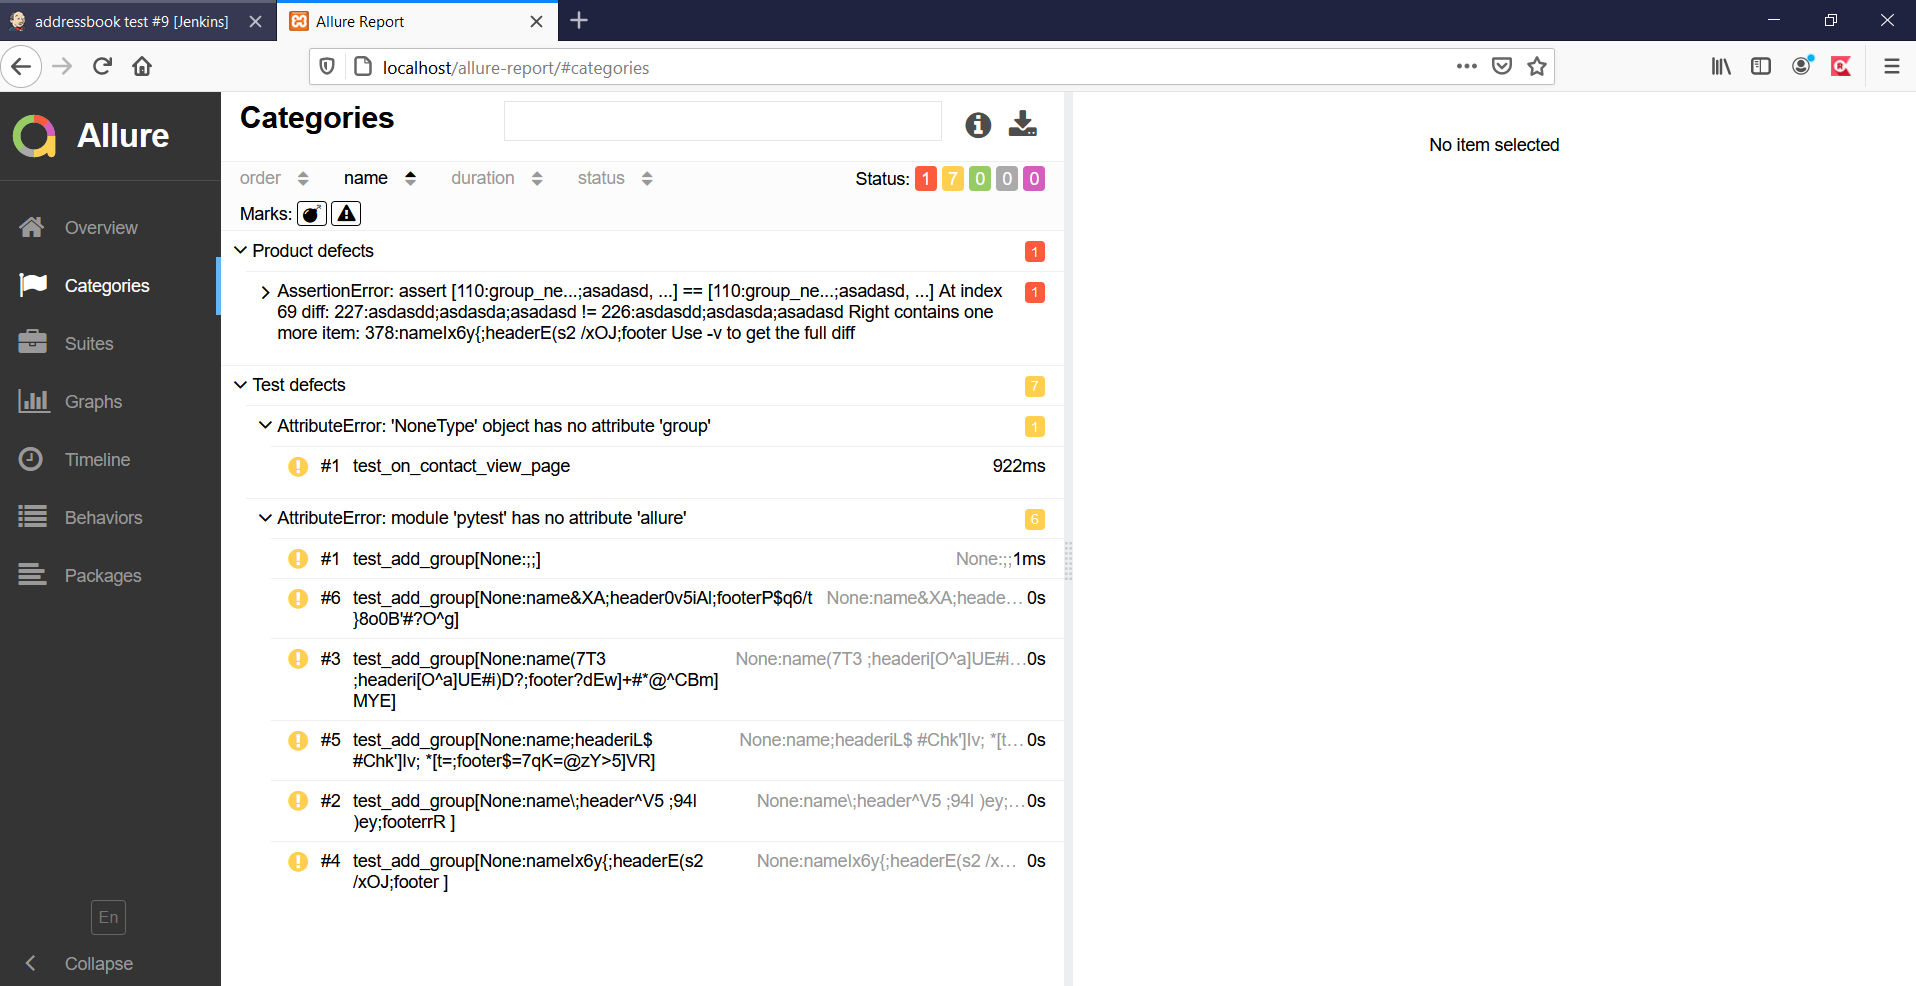 addressbook test #9 [Jenkins]
Allure Report
localhost/allure-report/#categories
Allure
Overview
Categories
Suites
Graphs
Timeline
Behaviors
Packages
En
Collapse
Categories
order name duration status Status: 1 7 0 0 0
Marks:
Product defects 1
AssertionError: assert [110:group_ne...;asadasd, ...] == [110:group_ne...;asadasd, ...] At index 1
69 diff: 227:asdasdd;asdasda;asadasd != 226:asdasdd;asdasda;asadasd Right contains one
more item: 378:nameIx6y{;headerE(s2 /xOJ;footer Use -v to get the full diff
Test defects 7
AttributeError: 'NoneType' object has no attribute 'group' 1
#1 test_on_contact_view_page 922ms
AttributeError: module 'pytest' has no attribute 'allure' 6
#1 test_add_group[None:;;] None:;; 1ms
#6 test_add_group[None:name&XA;header0v5iAl;footerP$q6/t None:name&XA;heade... 0s
}8o0B'#?O^g]
#3 test_add_group[None:name(7T3 None:name(7T3 ;headeri[O^a]UE#i... 0s
;headeri[O^a]UE#i)D?;footer?dEw]+#*@^CBm]
MYE]
#5 test_add_group[None:name;headeriL$ None:name;headeriL$ #Chk']Iv; *[t... 0s
#Chk']Iv; *[t=;footer$=7qK=@zY>5]VR]
#2 test_add_group[None:name\;header^V5 ;94l None:name\;header^V5 ;94l )ey;... 0s
)ey;footerrR ]
#4 test_add_group[None:nameIx6y{;headerE(s2 None:nameIx6y{;headerE(s2 /x... 0s
/xOJ;footer ]
No item selected